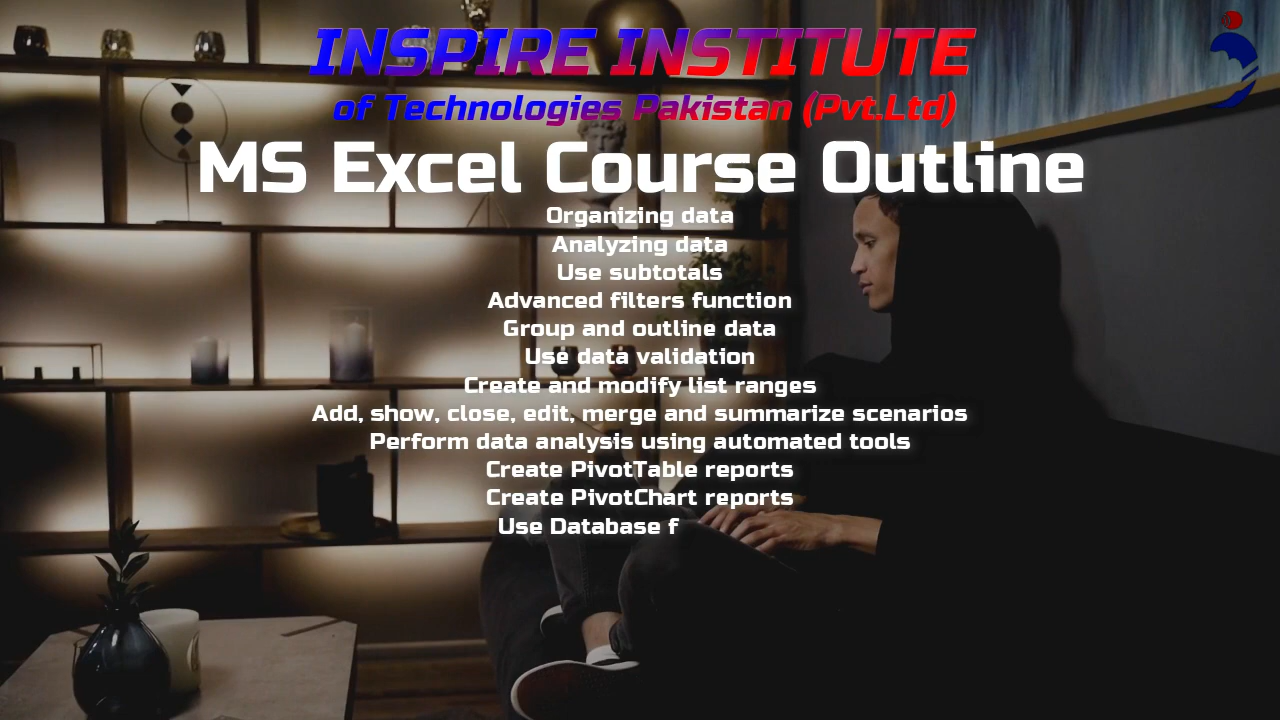 INSPIRE INSTITUTE
of Technologies Pakistan (Pvt.Ltd)
MS Excel Course Outline
Organizing data
Analyzing data
Use subtotals
Advanced filters function
Group and outline data
Use data validation
Create and modify list ranges
Add, show, close, edit, merge and summarize scenarios
Perform data analysis using automated tools
Create PivotTable reports
Create PivotChart reports
Use Database f